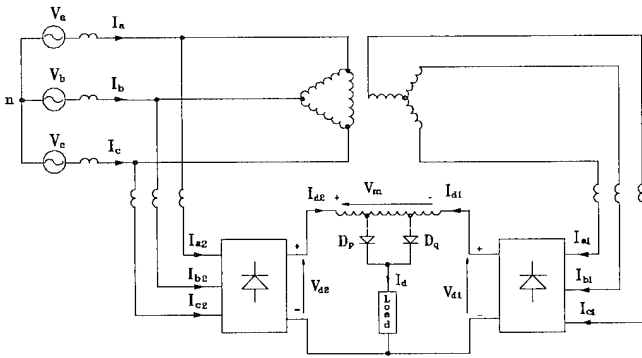 Va
Ia
Vb
Ib
n
Vc
Ic
Id2
+ Vm -
Id1
Ia2
Ib2
Ic2
+
-
Vd2
Dp
Dq
Id
Load
Vd1
+
-
Ia1
Ib1
Ic1